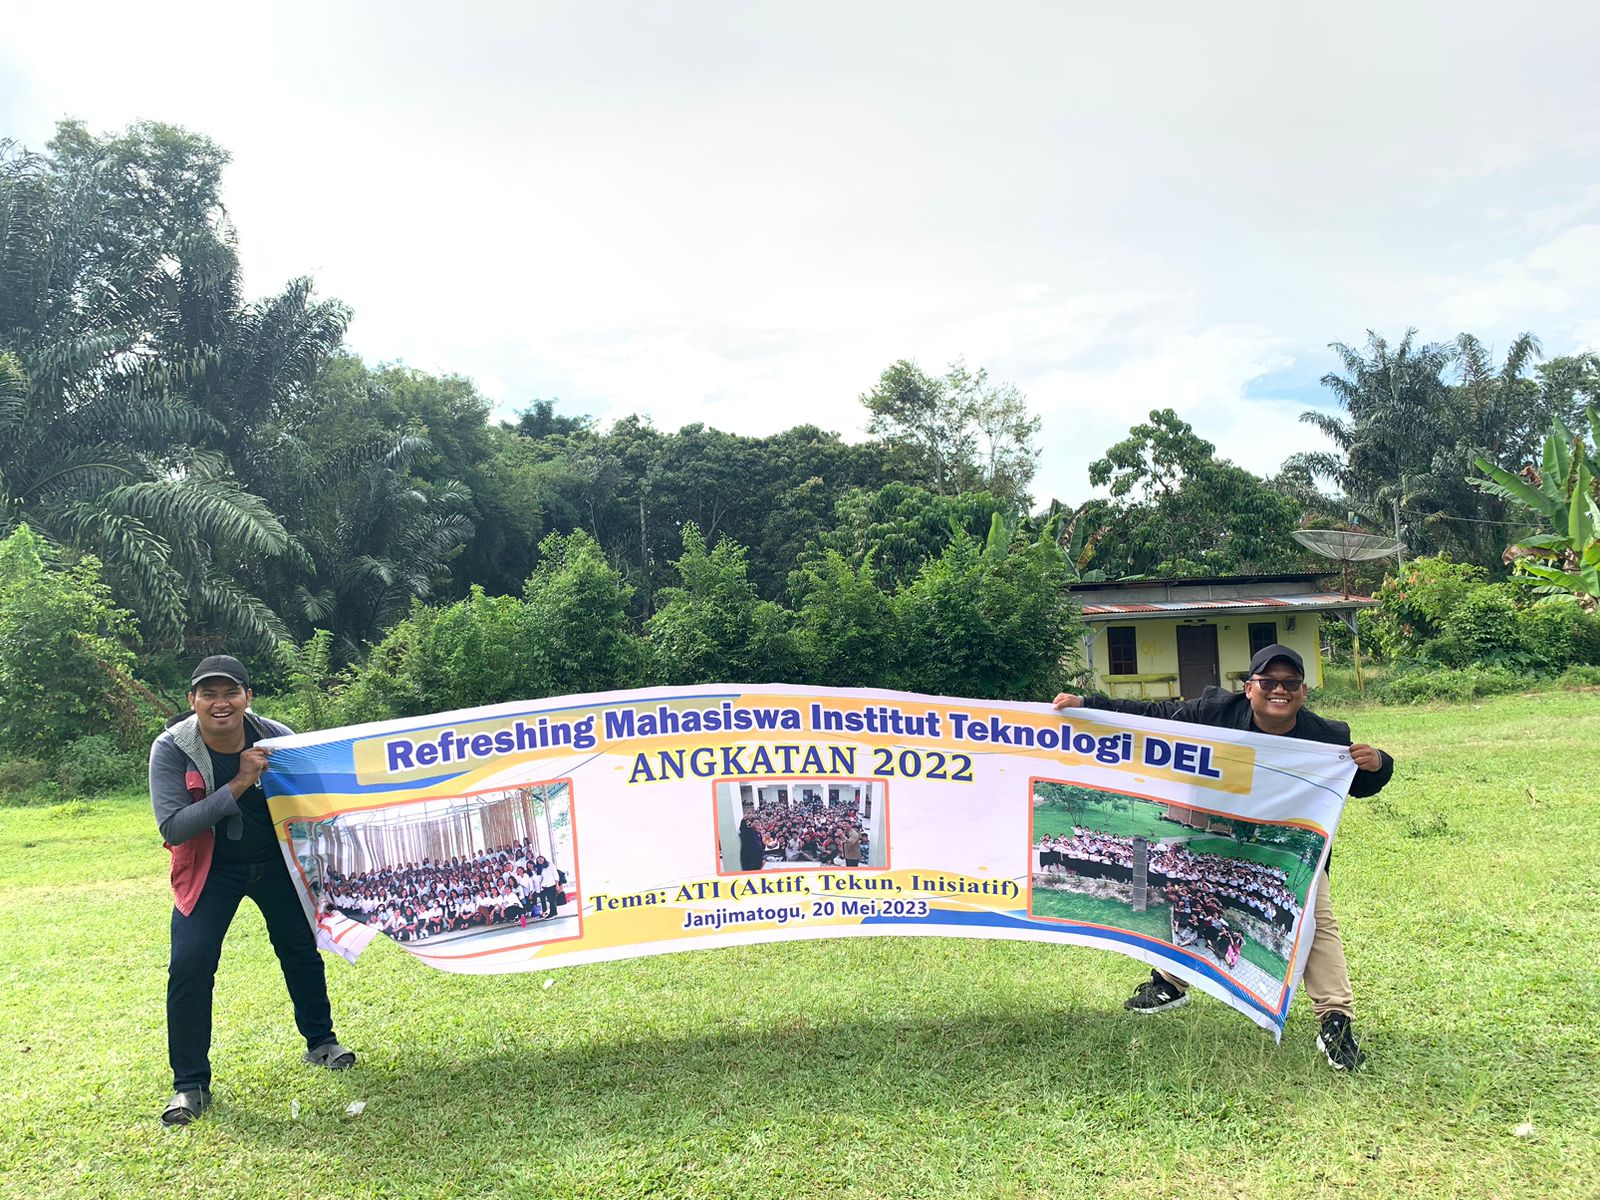 Refreshing Mahasiswa Institut Teknologi DEL
ANGKATAN 2022
Tema: ATI (Aktif, Tekun, Inisiatif)
Janjimatogu, 20 Mei 2023